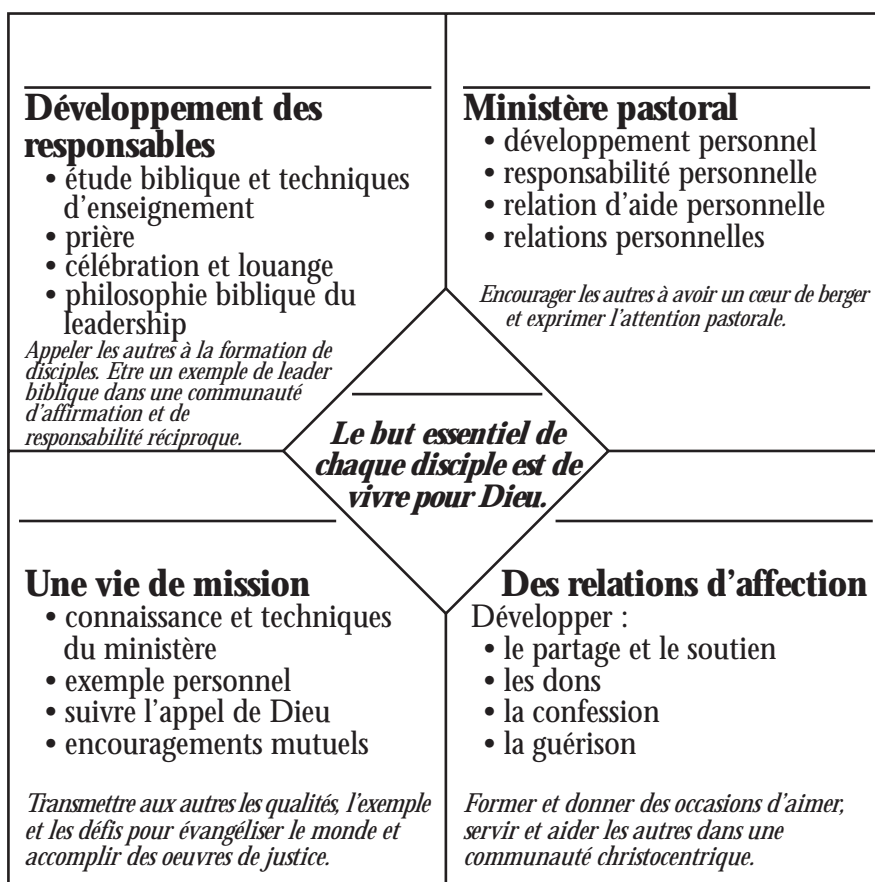 Développement des
responsables
• étude biblique et techniques
d'enseignement
• prière
• célébration et louange
• philosophie biblique du
leadership
Appeler les autres à la formation de
disciples. Etre un exemple de leader
biblique dans une communauté
d'affirmation et de
responsabilité réciproque.
Ministère pastoral
• développement personnel
• responsabilité personnelle
• relation d'aide personnelle
• relations personnelles
Encourager les autres à avoir un cœur de berger
et exprimer l'attention pastorale.
Le but essentiel de
chaque disciple est de
vivre pour Dieu.
Une vie de mission
• connaissance et techniques
du ministère
• exemple personnel
• suivre l'appel de Dieu
• encouragements mutuels
Transmettre aux autres les qualités, l'exemple
et les défis pour évangéliser le monde et
accomplir des oeuvres de justice.
Des relations d'affection
Développer :
• le partage et le soutien
• les dons
• la confession
• la guérison
Former et donner des occasions d'aimer,
servir et aider les autres dans une
communauté christocentrique.